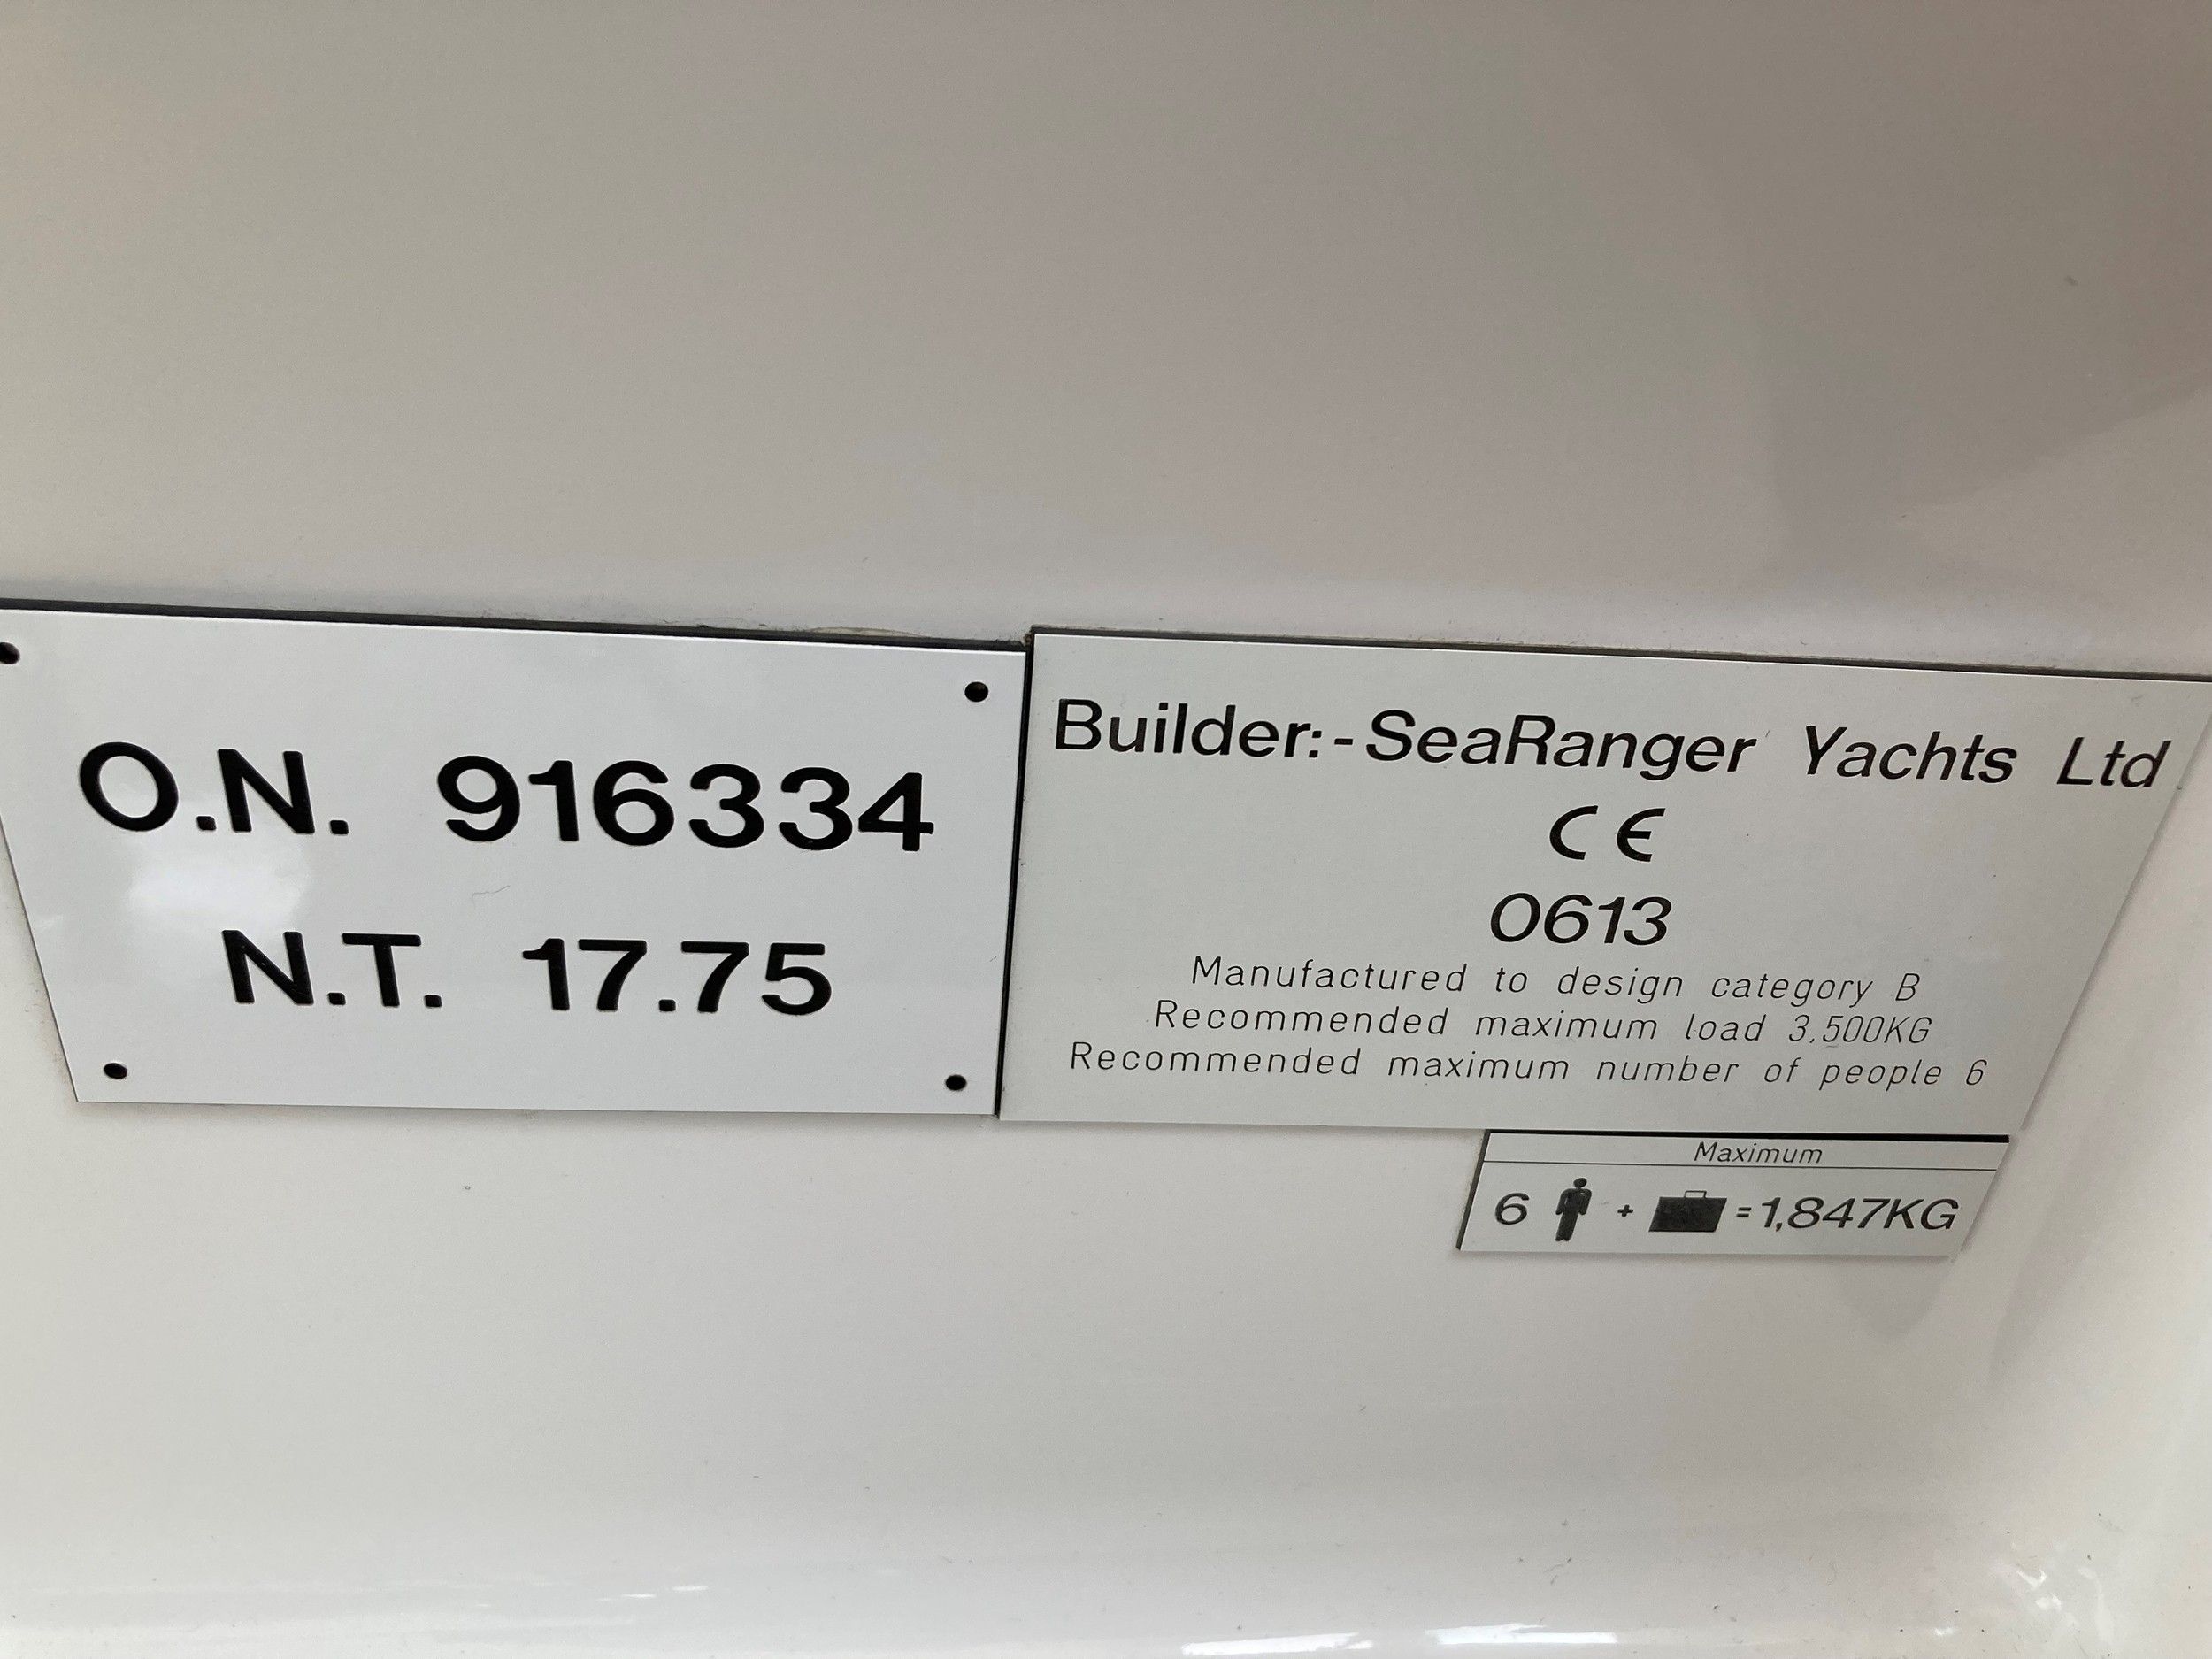 O.N. 916334
N.T. 17.75
Builder:-SeaRanger Yachts Ltd
CE
0613
Manufactured to design category B
Recommended maximum load 3.500KG
Recommended maximum number of people 6
Maximum
6 + =1,847KG